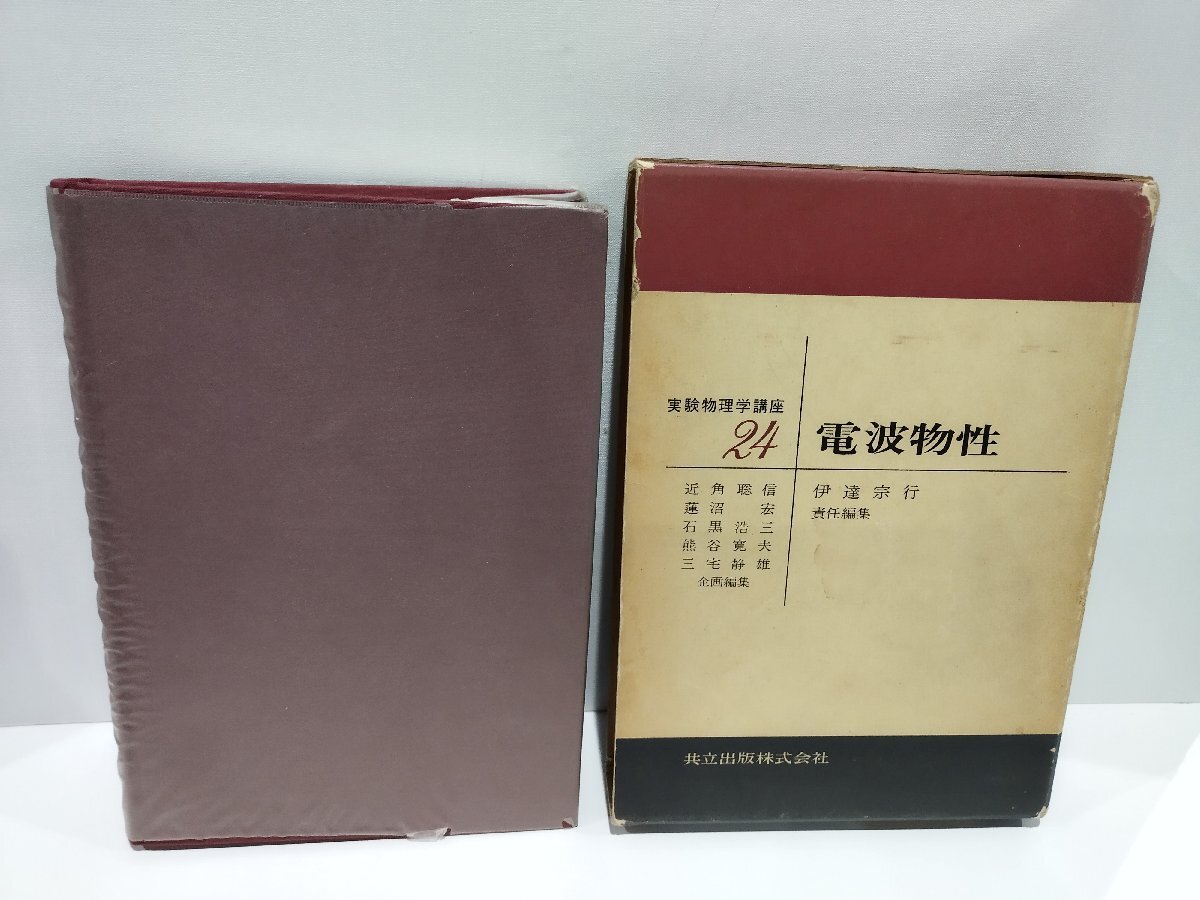 実験物理学講座
24
電波物性
近角聡信
蓮沼宏
石黒浩三
熊谷寛夫
三宅静雄
企画編集
伊達宗行
責任編集
共立出版株式会社